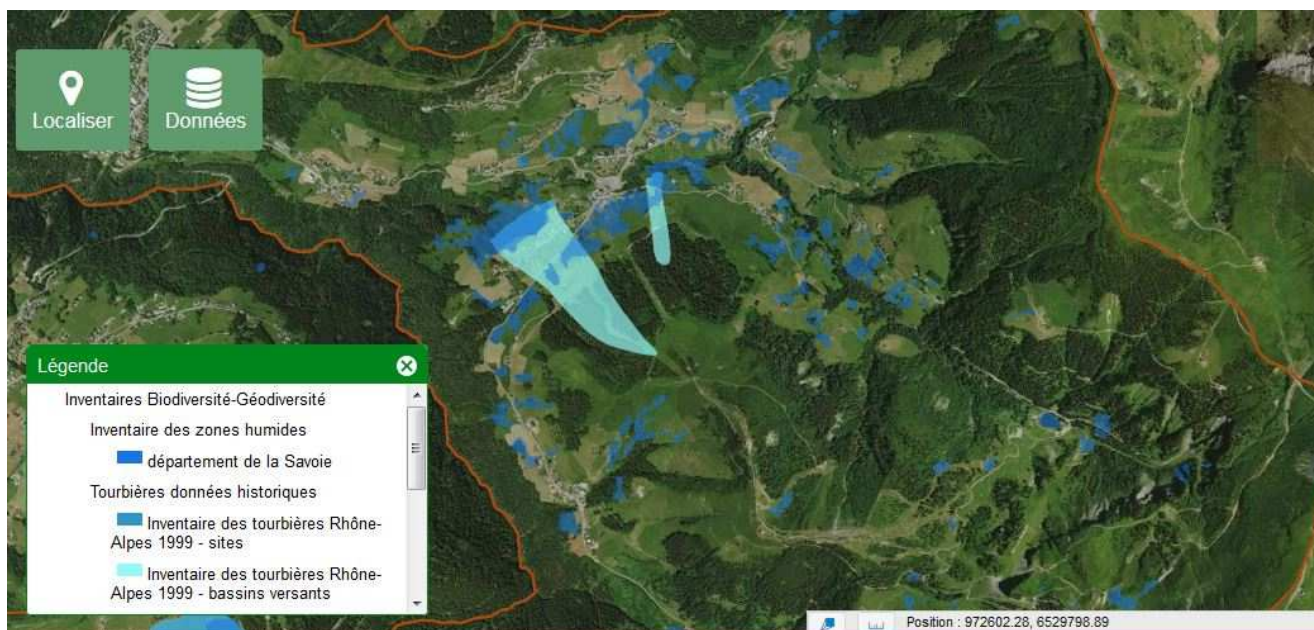 Localiser
Données
Légende
Inventaires Biodiversité-Géodiversité
Inventaire des zones humides
département de la Savoie
Tourbières données historiques
Inventaire des tourbières Rhône-
Alpes 1999 - sites
Inventaire des tourbières Rhône-
Alpes 1999 - bassins versants
Position : 972602.28, 6529798.89